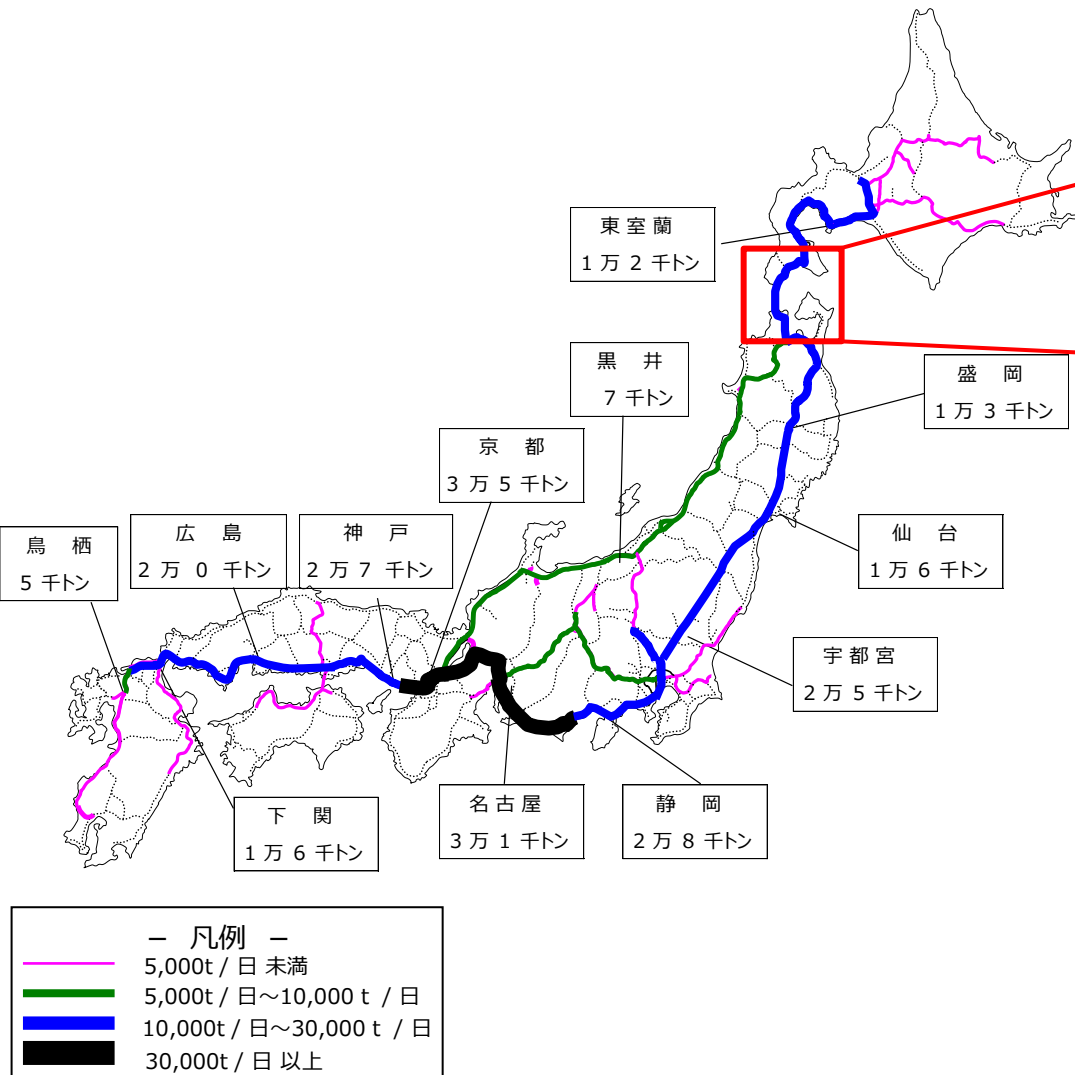 東室蘭
1万2千トン
黒 井
7千トン
盛 岡
1万3千トン
京 都
3万5千トン
鳥 栖
5千トン
広 島
2万0千トン
神 戸
2万7千トン
仙 台
1万6千トン
宇都宮
2万5千トン
下 関
1万6千トン
名古屋
3万1千トン
静 岡
2万8千トン
− 凡例 −
5,000t / 日 未満
5,000t / 日～10,000 t / 日
10,000t / 日～30,000 t / 日
30,000t / 日 以上